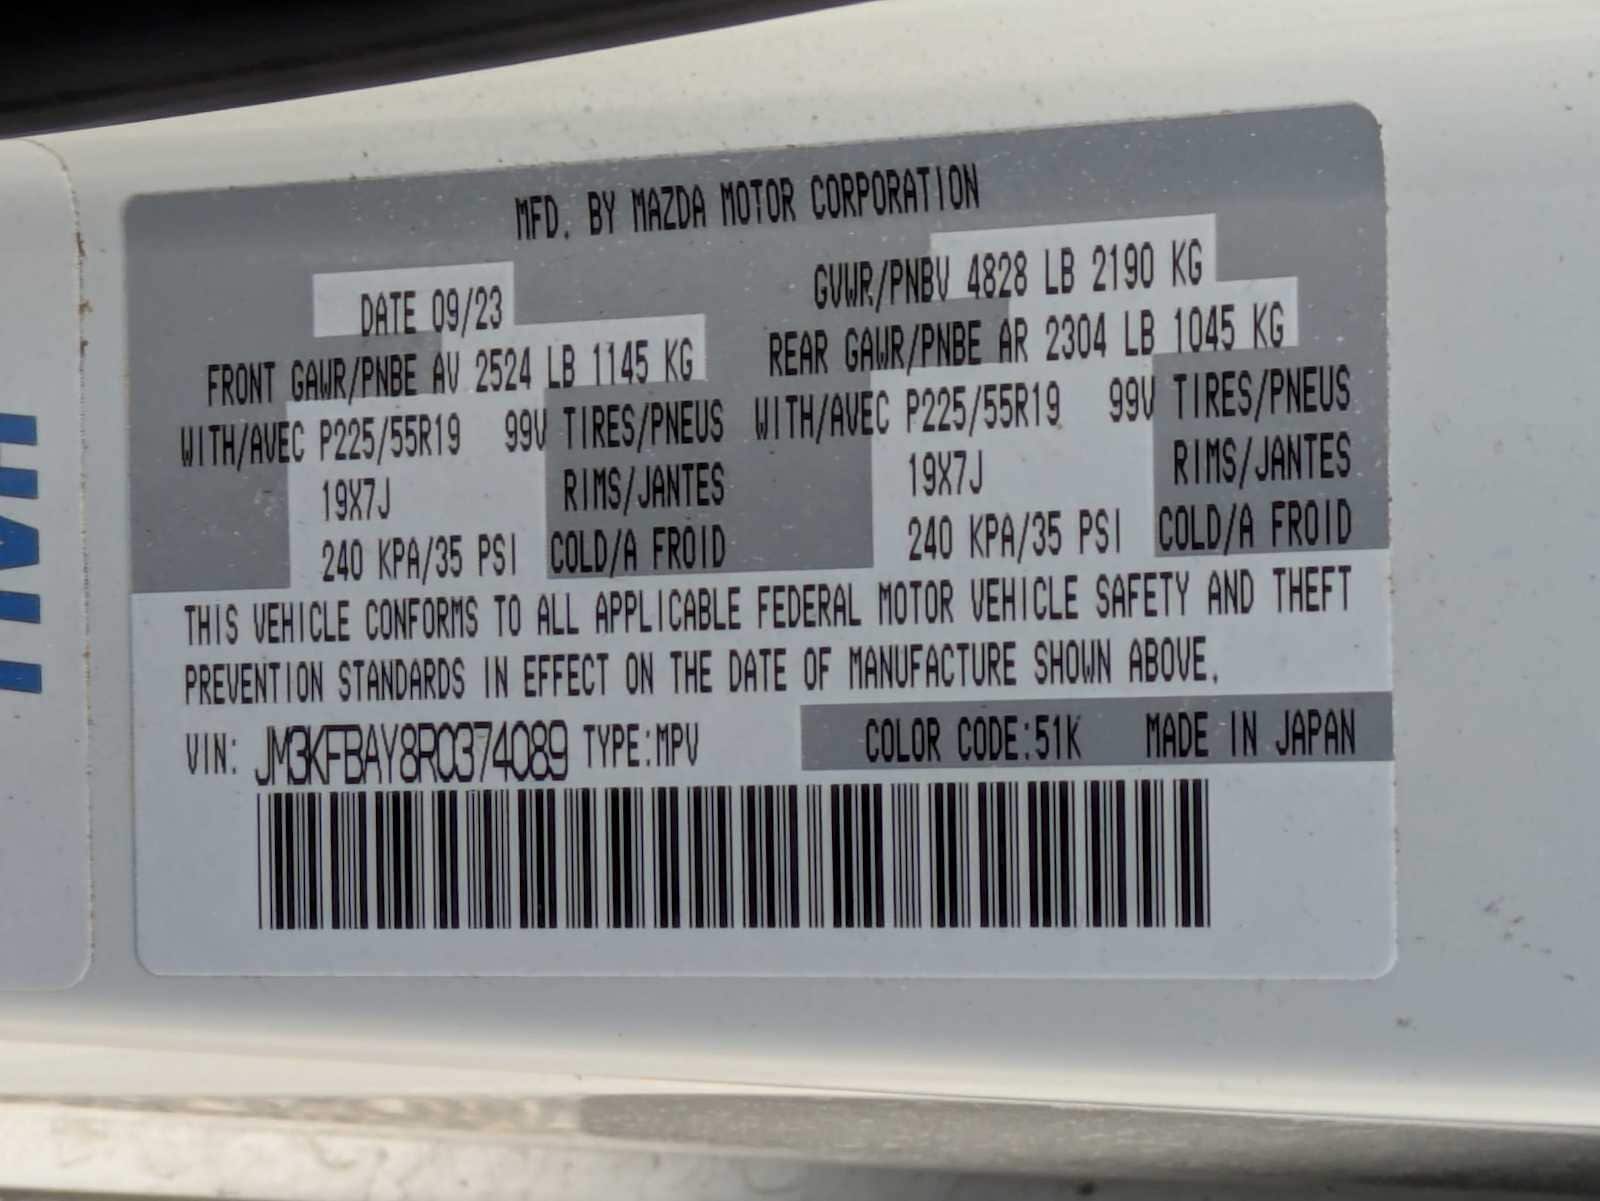 MFD. BY MAZDA MOTOR CORPORATION
DATE 09/23
GVWR/PNBV 4828 LB 2190 KG
FRONT GAWR/PNBE AV 2524 LB 1145 KG
REAR GAWR/PNBE AR 2304 LB 1045 KG
WITH/AVEC P225/55R19 99V TIRES/PNEUS
WITH/AVEC P225/55R19 99V TIRES/PNEUS
19X7J RIMS/JANTES
19X7J RIMS/JANTES
240 KPA/35 PSI COLD/A FROID
240 KPA/35 PSI COLD/A FROID
THIS VEHICLE CONFORMS TO ALL APPLICABLE FEDERAL MOTOR VEHICLE SAFETY AND THEFT
PREVENTION STANDARDS IN EFFECT ON THE DATE OF MANUFACTURE SHOWN ABOVE.
VIN: JM3KFBAY8R0374089 TYPE:MPV COLOR CODE:51K MADE IN JAPAN